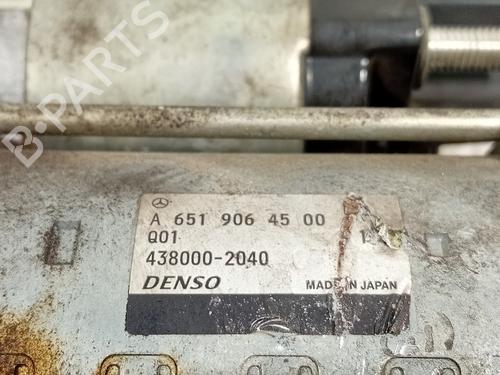 A 651 906 45 00
Q01
438000-2040
DENSO MADE IN JAPAN
B-PARTS